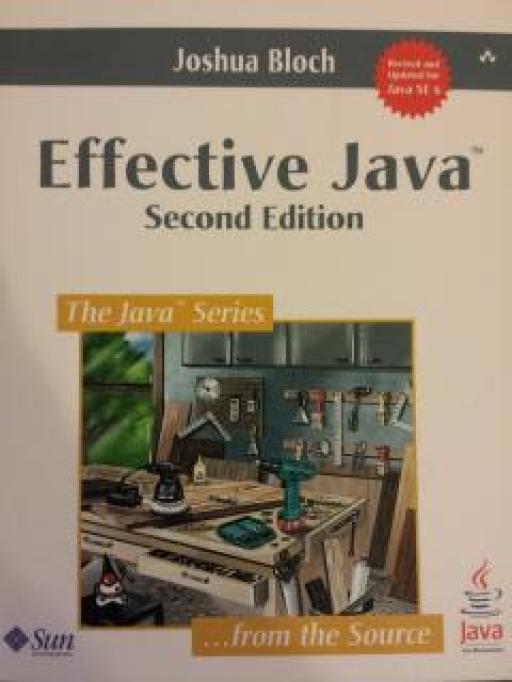 Joshua Bloch
Revised and
Updated for
Java SE 6
Effective Java™
Second Edition
The Java™ Series
...from the Source
Sun
Java